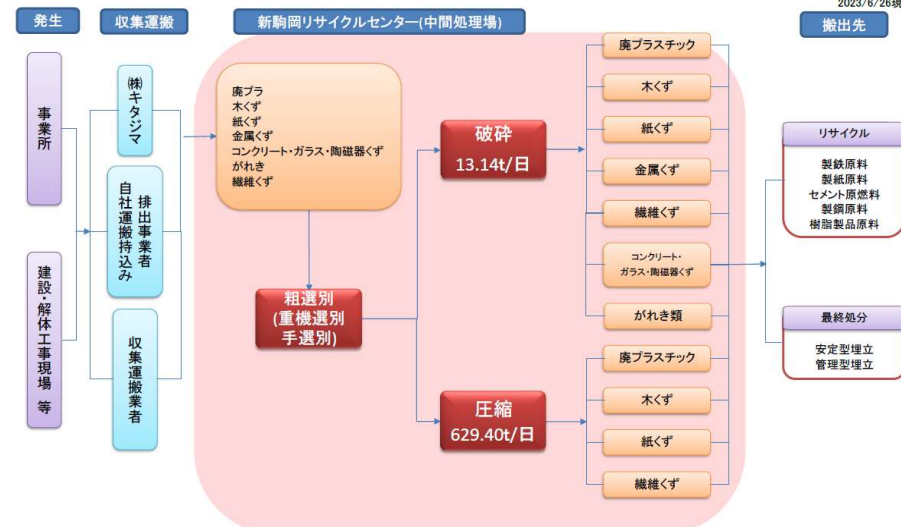 2023/6/26現
発生
収集運搬
新駒岡リサイクルセンター(中間処理場)
搬出先
事業所
建設・解体工事現場 等
㈱キタジマ
排出事業者
自社運搬持込み
収集運搬業者
廃プラ
木くず
紙くず
金属くず
コンクリート・ガラス・陶磁器くず
がれき
繊維くず
粗選別
(重機選別
手選別)
破砕
13.14t/日
圧縮
629.40t/日
廃プラスチック
木くず
紙くず
金属くず
繊維くず
コンクリート・
ガラス・陶磁器くず
がれき類
廃プラスチック
木くず
紙くず
繊維くず
リサイクル
製鉄原料
製紙原料
セメント原燃料
製鋼原料
樹脂製品原料
最終処分
安定型埋立
管理型埋立